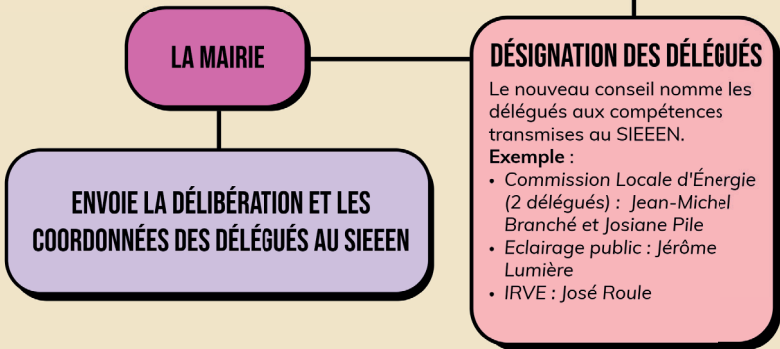 LA MAIRIE
ENVOIE LA DÉLIBÉRATION ET LES
COORDONNÉES DES DÉLÉGUÉS AU SIEEEN
DÉSIGNATION DES DÉLÉGUÉS
Le nouveau conseil nomme les
délégués aux compétences
transmises au SIEEEN.
Exemple :
• Commission Locale d'Énergie
(2 délégués) : Jean-Michel
Branché et Josiane Pile
• Eclairage public : Jérôme
Lumière
• IRVE : José Roule